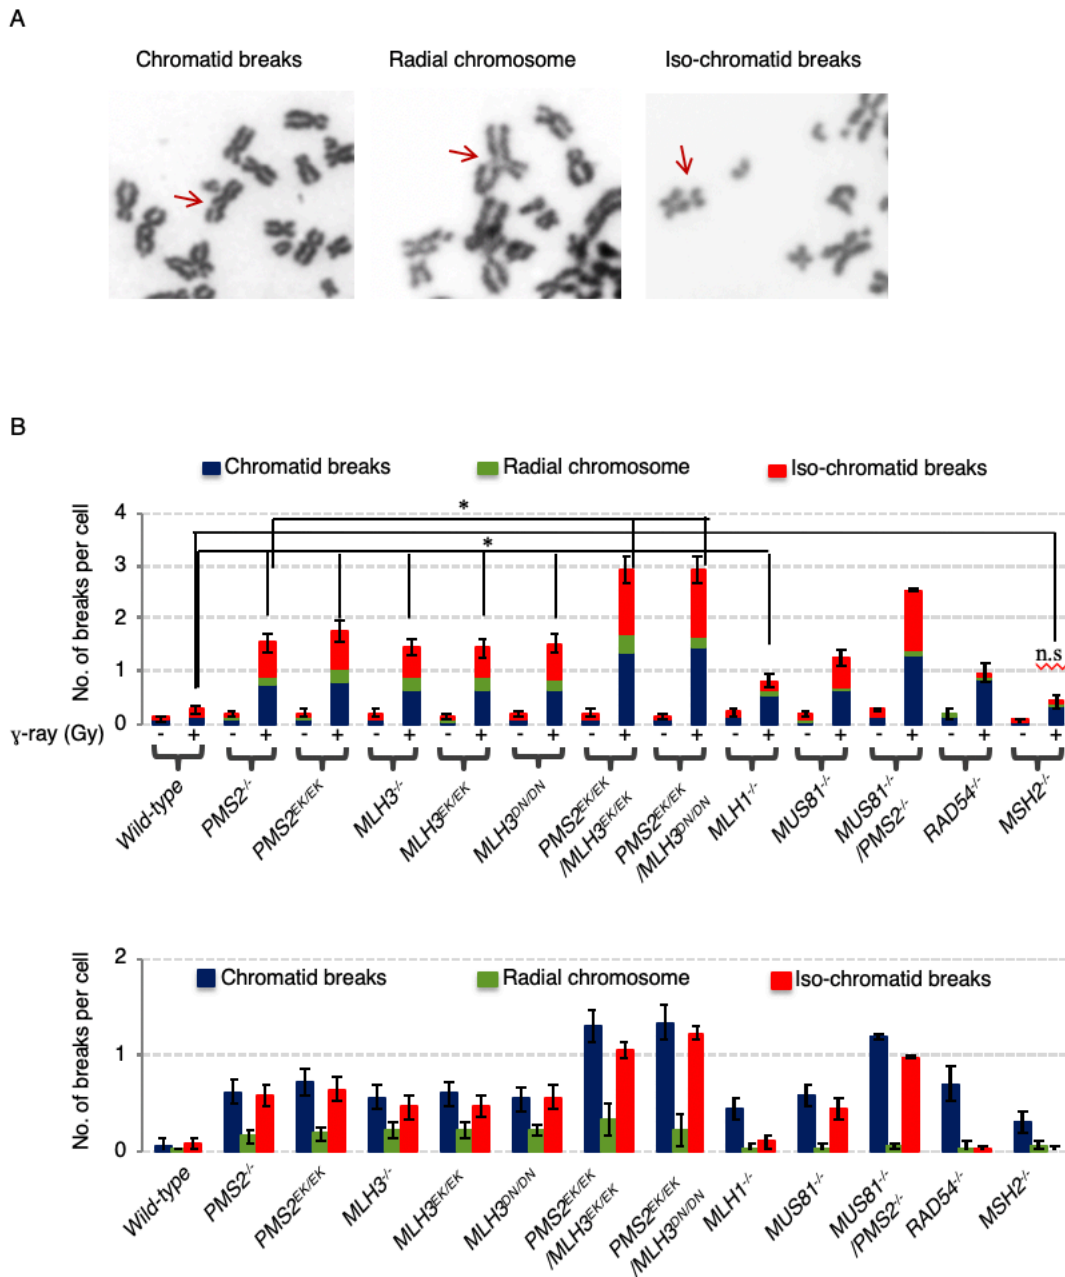 A
Chromatid breaks
Radial chromosome
Iso-chromatid breaks
B
Chromatid breaks
Radial chromosome
Iso-chromatid breaks
No. of breaks per cell
4
3
2
1
0
*
*
n.s
ɣ-ray (Gy)
- + - + - + - + - + - + - + - + - + - + - + - + - +
Wild-type
PMS2-/-
PMS2EK/EK
MLH3-/-
MLH3EK/EK
MLH3DN/DN
PMS2EK/EK
/MLH3EK/EK
PMS2EK/EK
/MLH3DN/DN
MLH1-/-
MUS81-/-
MUS81-/-
/PMS2-/-
RAD54-/-
MSH2-/-
Chromatid breaks
Radial chromosome
Iso-chromatid breaks
No. of breaks per cell
2
1
0
Wild-type
PMS2-/-
PMS2EK/EK
MLH3-/-
MLH3EK/EK
MLH3DN/DN
PMS2EK/EK
/MLH3EK/EK
PMS2EK/EK
/MLH3DN/DN
MLH1-/-
MUS81-/-
MUS81-/-
/PMS2-/-
RAD54-/-
MSH2-/-